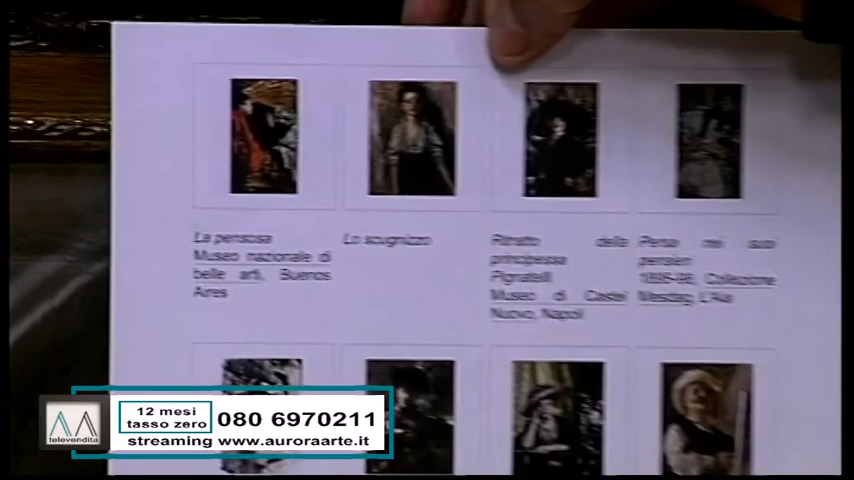 La pensosa
Museo nazionale di
belle arti, Buenos
Aires
Lo scugnizzo
Ritratto della
principessa
Pignatelli
Museo di Castel
Nuovo, Napoli
Persa nei suoi
pensieri
1895-98, Collezione
Mesdag, L'Aia
televendita
12 mesi
tasso zero
080 6970211
streaming www.auroraarte.it